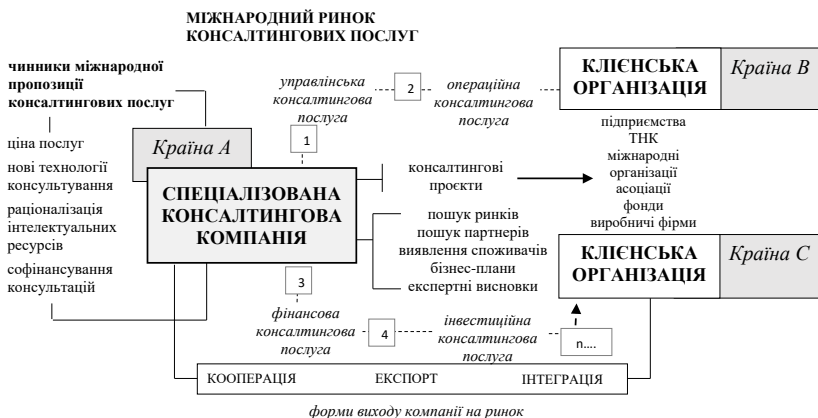 МІЖНАРОДНИЙ РИНОК
КОНСАЛТИНГОВИХ ПОСЛУГ
чинники міжнародної
пропозиції
консалтингових послуг
ціна послуг
нові технології
консультування
раціоналізація
інтелектуальних
ресурсів
софінансування
консультацій
Країна А
СПЕЦІАЛІЗОВАНА
КОНСАЛТИНГОВА
КОМПАНІЯ
1
управлінська
консалтингова
послуга
2
операційна
консалтингова
послуга
КЛІЄНСЬКА
ОРГАНІЗАЦІЯ
Країна В
підприємства
ТНК
міжнародні
організації
асоціації
фонди
виробничі фірми
консалтингові
проєкти
пошук ринків
пошук партнерів
виявлення споживачів
бізнес-плани
експертні висновки
КЛІЄНСЬКА
ОРГАНІЗАЦІЯ
Країна С
3
фінансова
консалтингова
послуга
4
інвестиційна
консалтингова
послуга
n....
КООПЕРАЦІЯ ЕКСПОРТ ІНТЕГРАЦІЯ
форми виходу компанії на ринок